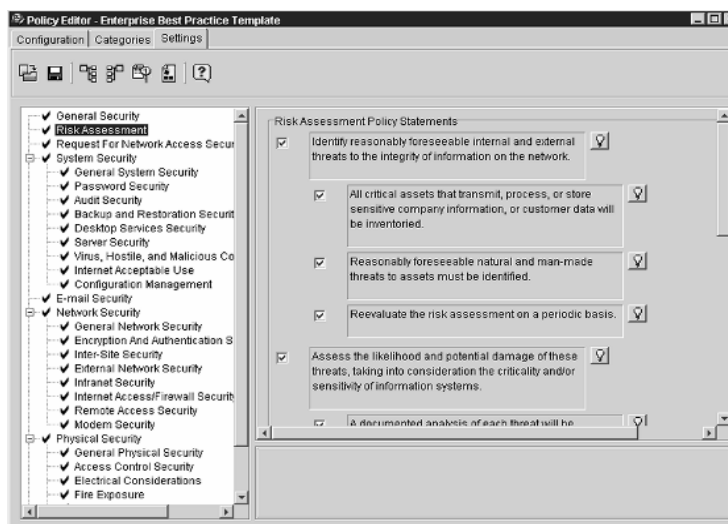 Policy Editor - Enterprise Best Practice Template
Configuration Categories Settings
General Security
Risk Assessment
Request For Network Access Secur
System Security
General System Security
Password Security
Audit Security
Backup and Restoration Securit
Desktop Services Security
Server Security
Virus, Hostile, and Malicious Co
Internet Acceptable Use
Configuration Management
E-mail Security
Network Security
General Network Security
Encryption And Authentication S
Inter-Site Security
External Network Security
Intranet Security
Internet Access/Firewall Securit
Remote Access Security
Modem Security
Physical Security
General Physical Security
Access Control Security
Electrical Considerations
Fire Exposure
Risk Assessment Policy Statements
Identify reasonably foreseeable internal and external
threats to the integrity of information on the network.
All critical assets that transmit, process, or store
sensitive company information, or customer data will
be inventoried.
Reasonably foreseeable natural and man-made
threats to assets must be identified.
Reevaluate the risk assessment on a periodic basis.
Assess the likelihood and potential damage of these
threats, taking into consideration the criticality and/or
sensitivity of information systems.
A documented analysis of each threat will be